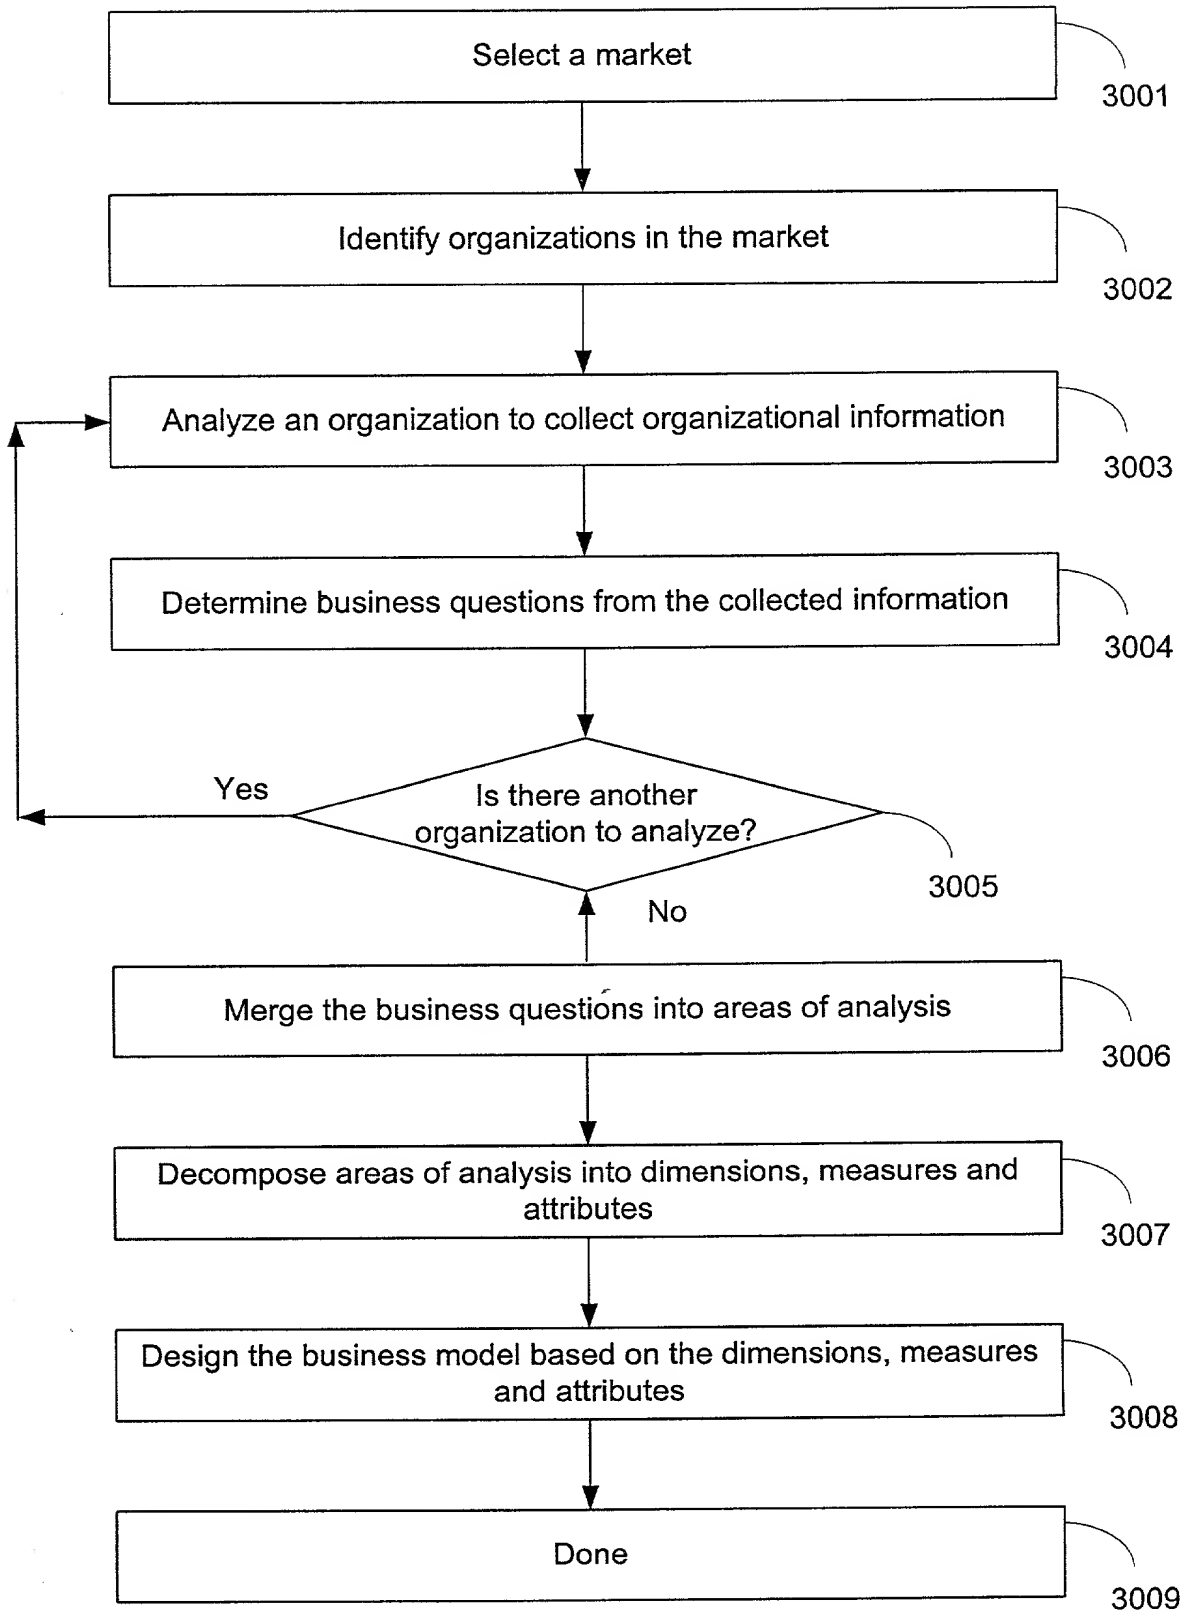 Select a market
3001
Identify organizations in the market
3002
Analyze an organization to collect organizational information
3003
Determine business questions from the collected information
3004
Yes
Is there another
organization to analyze?
3005
No
Merge the business questions into areas of analysis
3006
Decompose areas of analysis into dimensions, measures and
attributes
3007
Design the business model based on the dimensions, measures
and attributes
3008
Done
3009